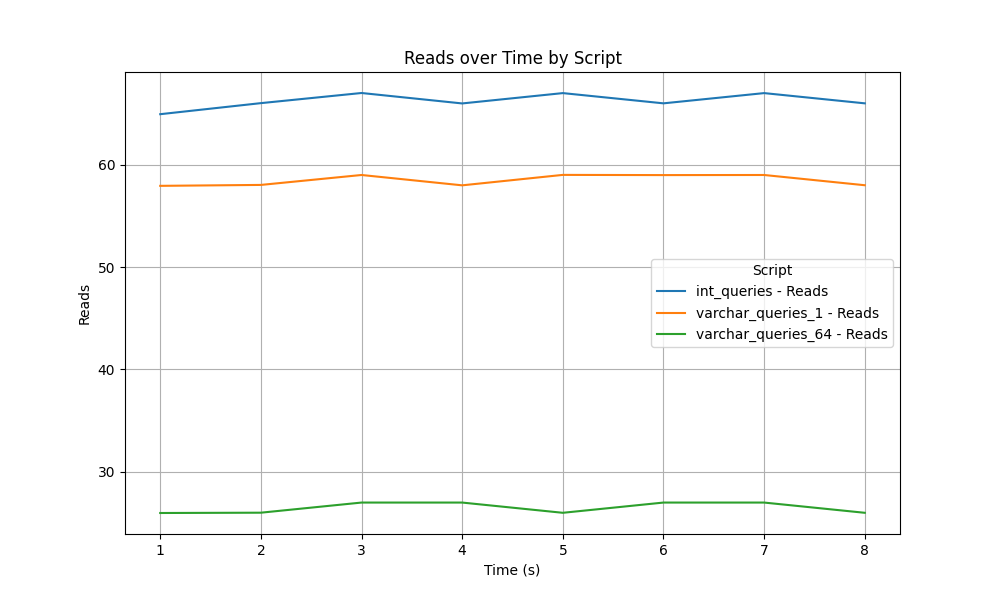 Reads over Time by Script
Reads
60
50
40
30
Script
int_queries - Reads
varchar_queries_1 - Reads
varchar_queries_64 - Reads
1 2 3 4 5 6 7 8
Time (s)